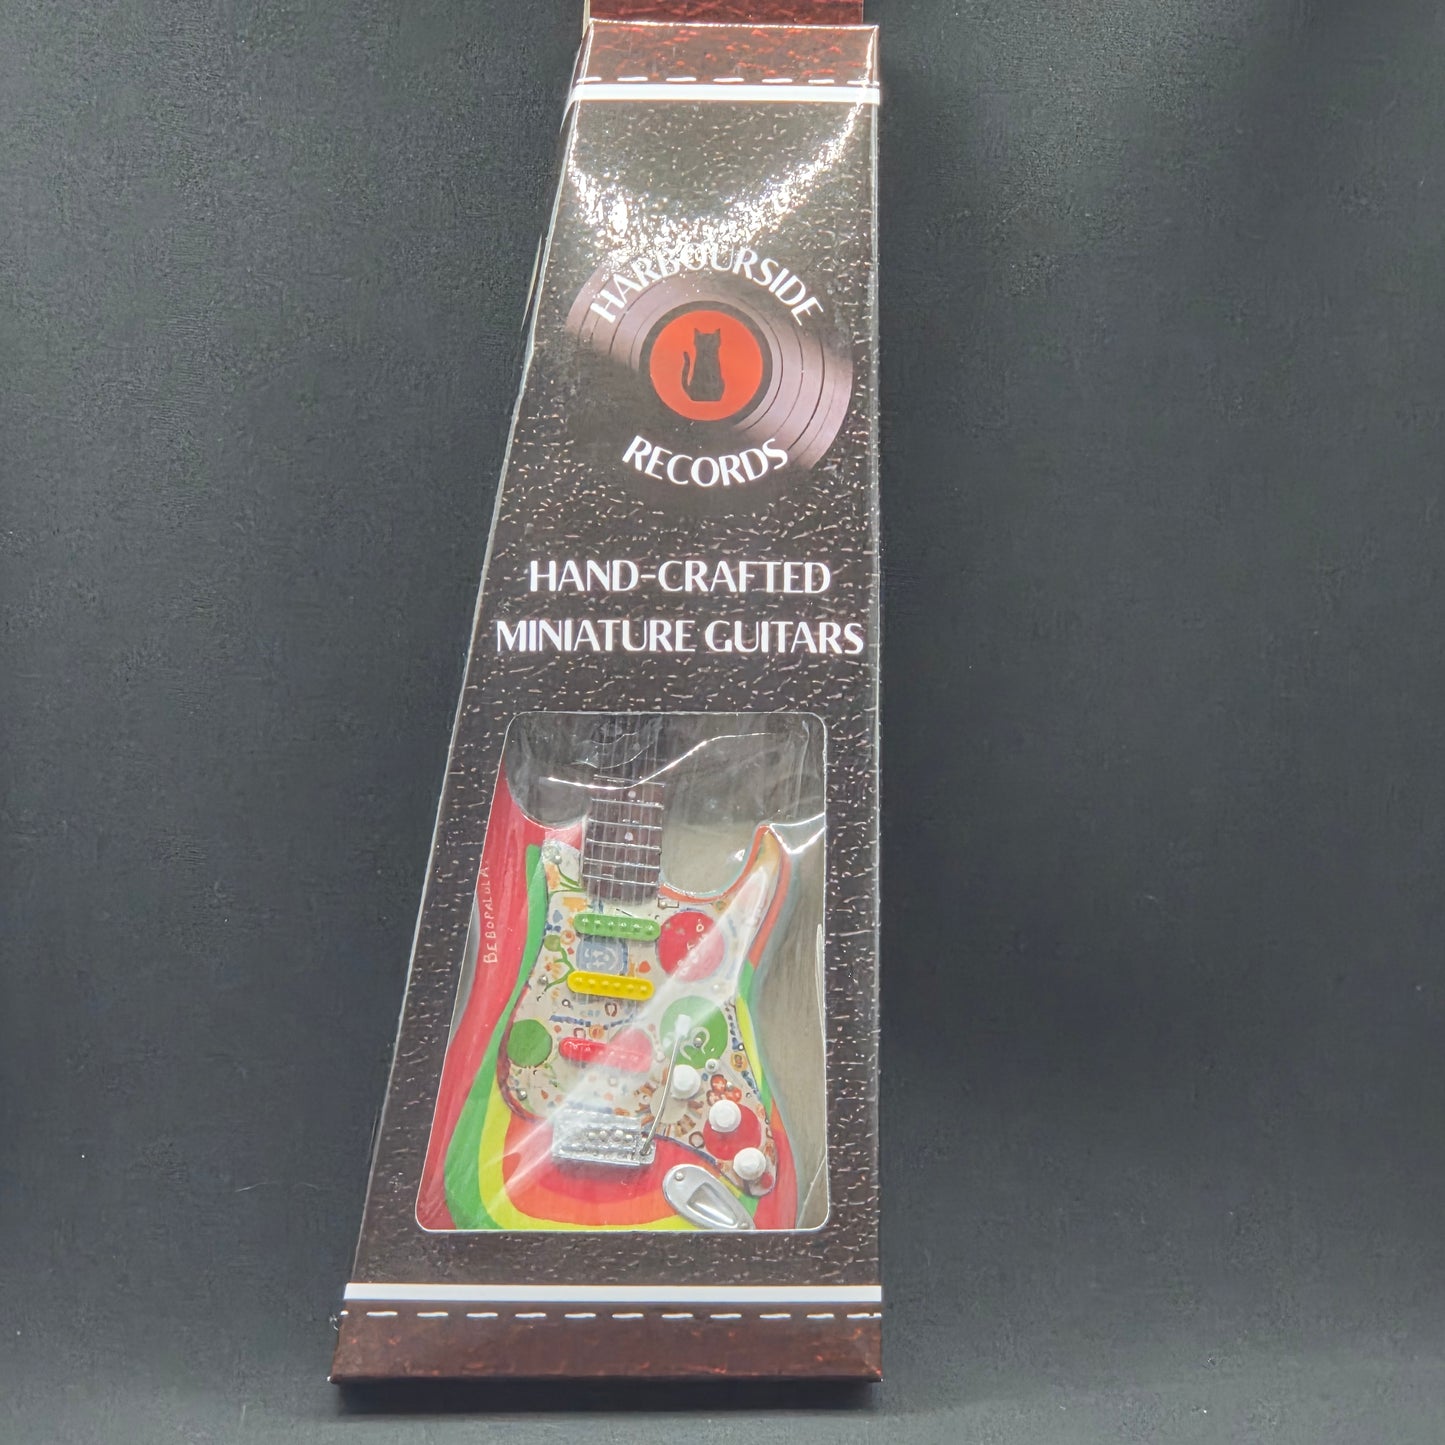 HARBOURSIDE
RECORDS
HAND-CRAFTED
MINIATURE GUITARS
BEBOPALULA